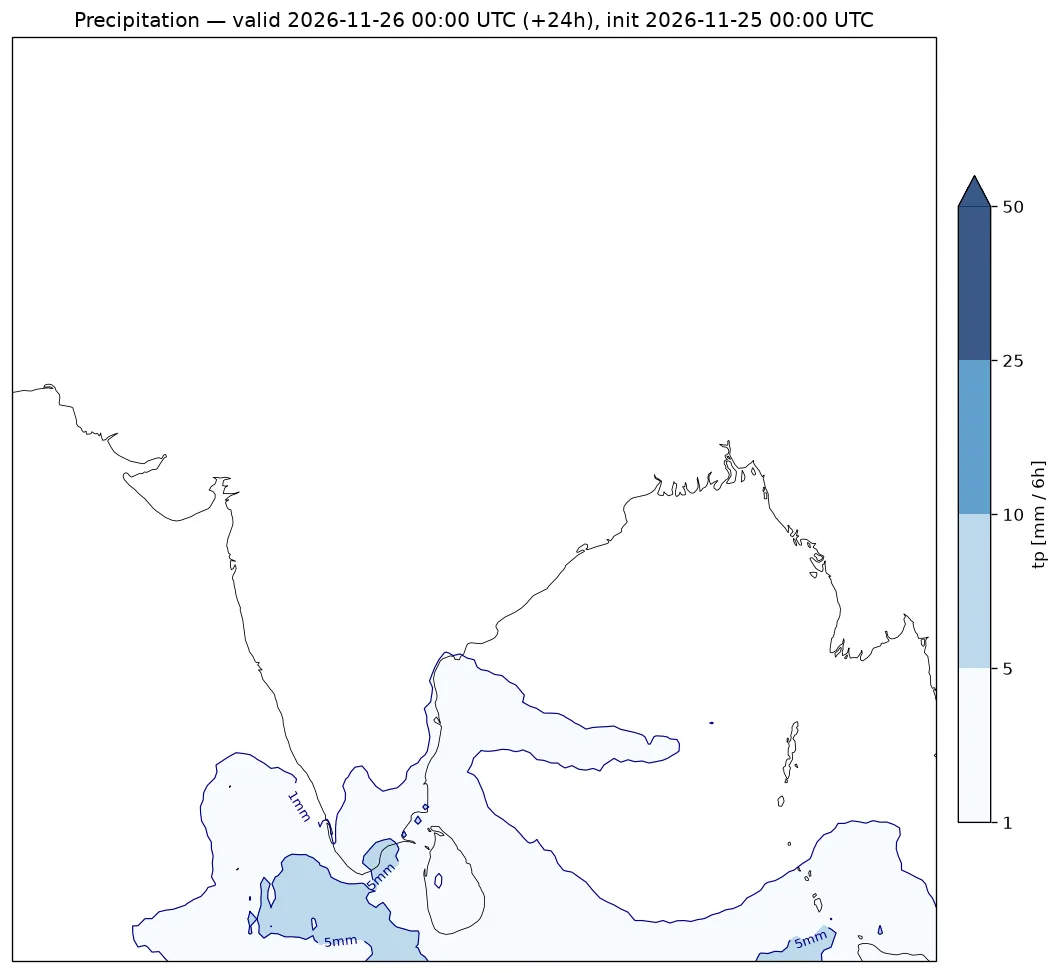 Precipitation — valid 2026-11-26 00:00 UTC (+24h), init 2026-11-25 00:00 UTC
50
25
10
5
1
tp [mm / 6h]
1mm
5mm
5mm
5mm